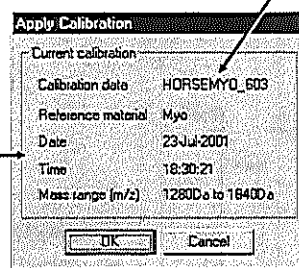 Apply Calibration
Current calibration
Calibration data HORSEMYO_603
Reference material Myo
Date 23-Jul-2001
Time 18:30:21
Mass range (m/z) 1280Da to 1840Da
OK Cancel